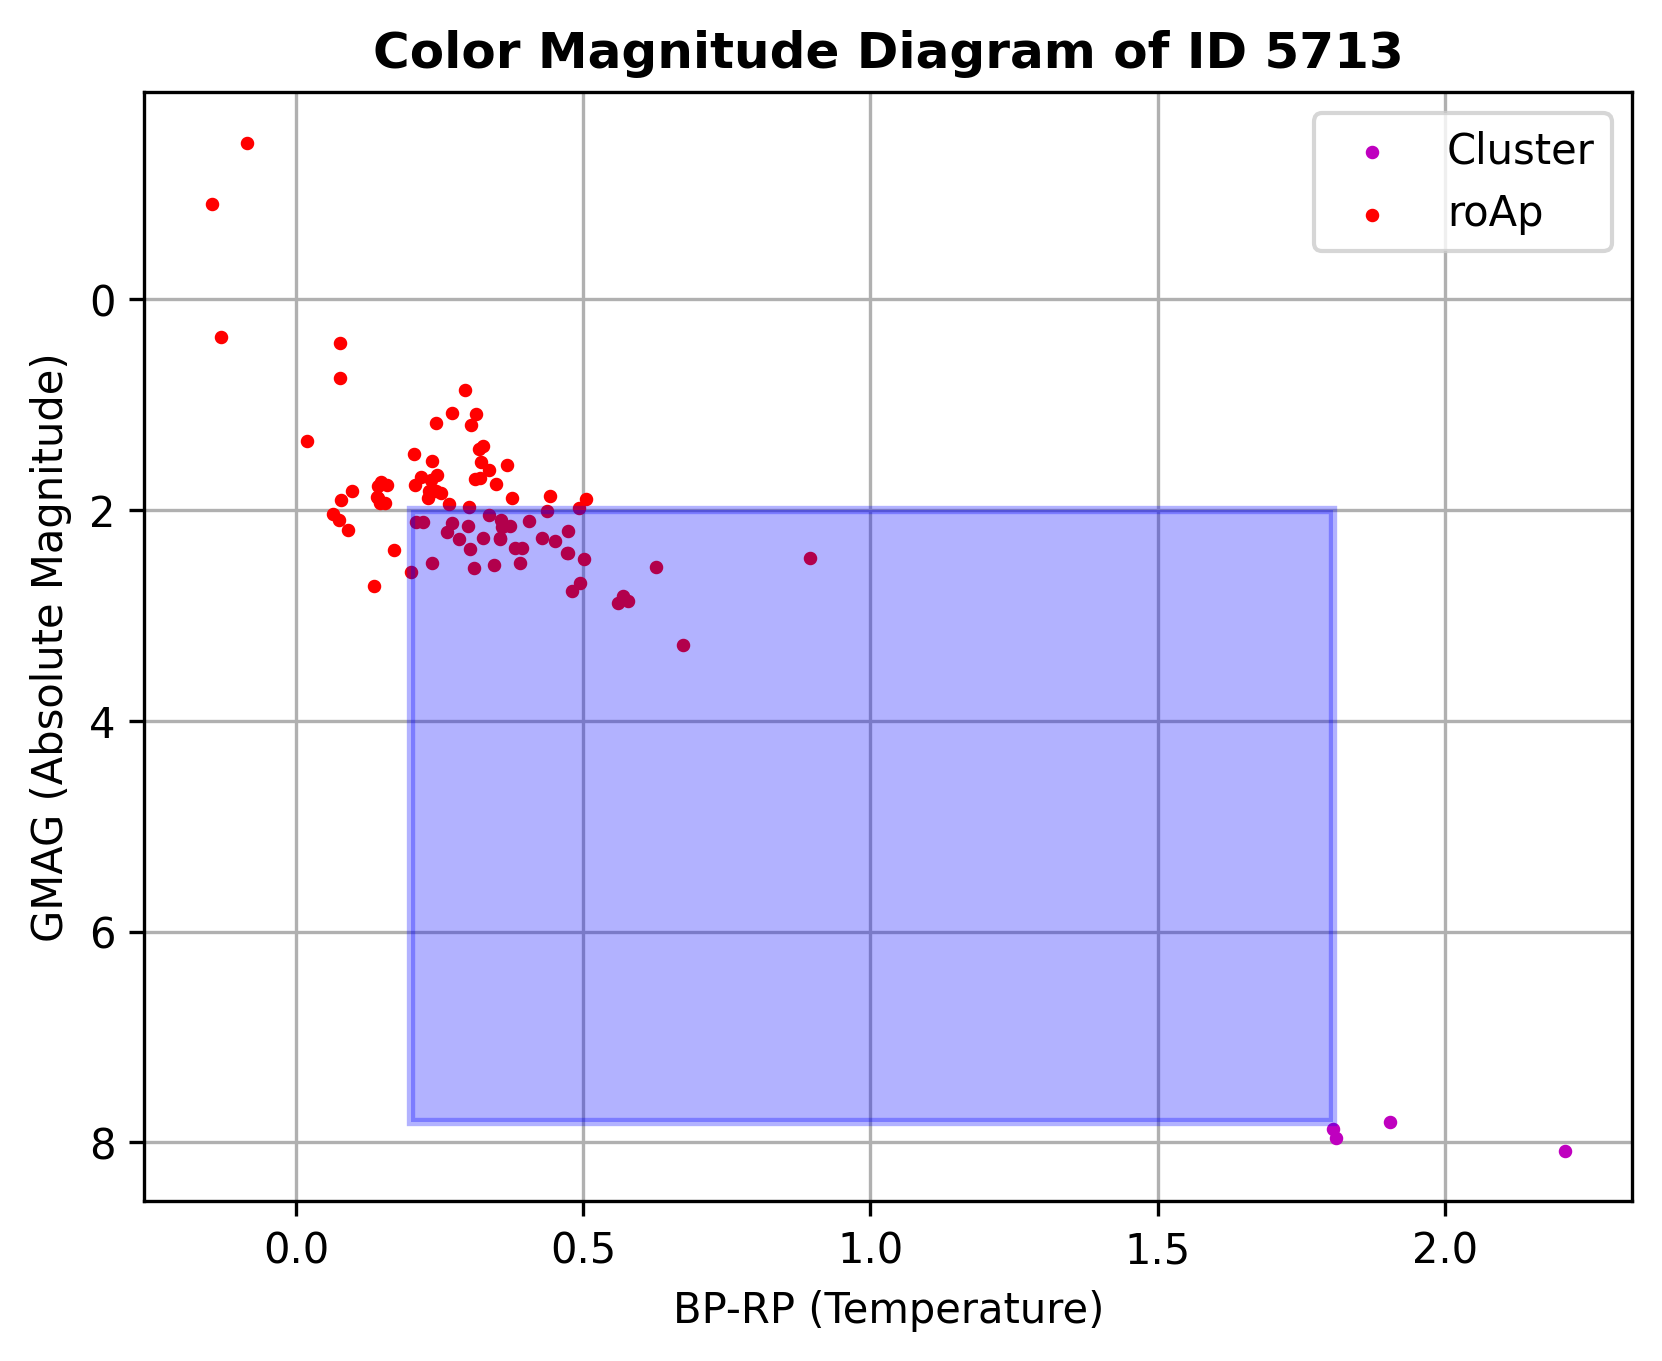 Color Magnitude Diagram of ID 5713
Cluster
roAp
GMAG (Absolute Magnitude)
0
2
4
6
8
0.0 0.5 1.0 1.5 2.0
BP-RP (Temperature)